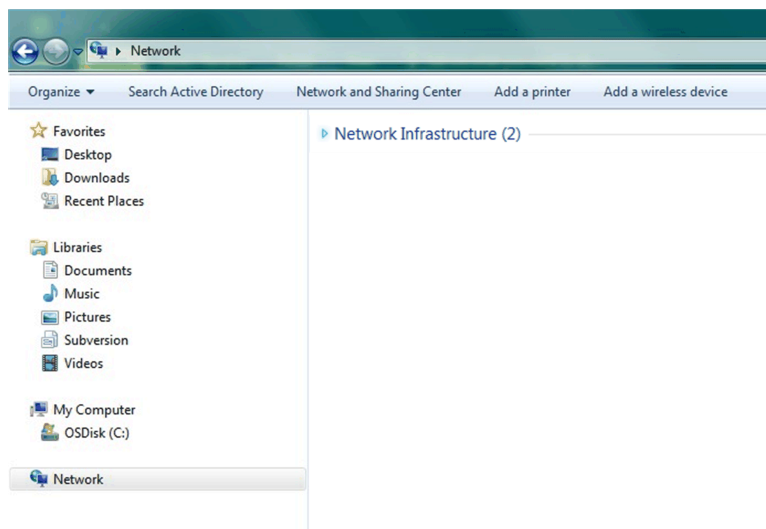 Network
Organize Search Active Directory Network and Sharing Center Add a printer Add a wireless device
Favorites
Desktop
Downloads
Recent Places
Libraries
Documents
Music
Pictures
Subversion
Videos
My Computer
OSDisk (C:)
Network
Network Infrastructure (2)